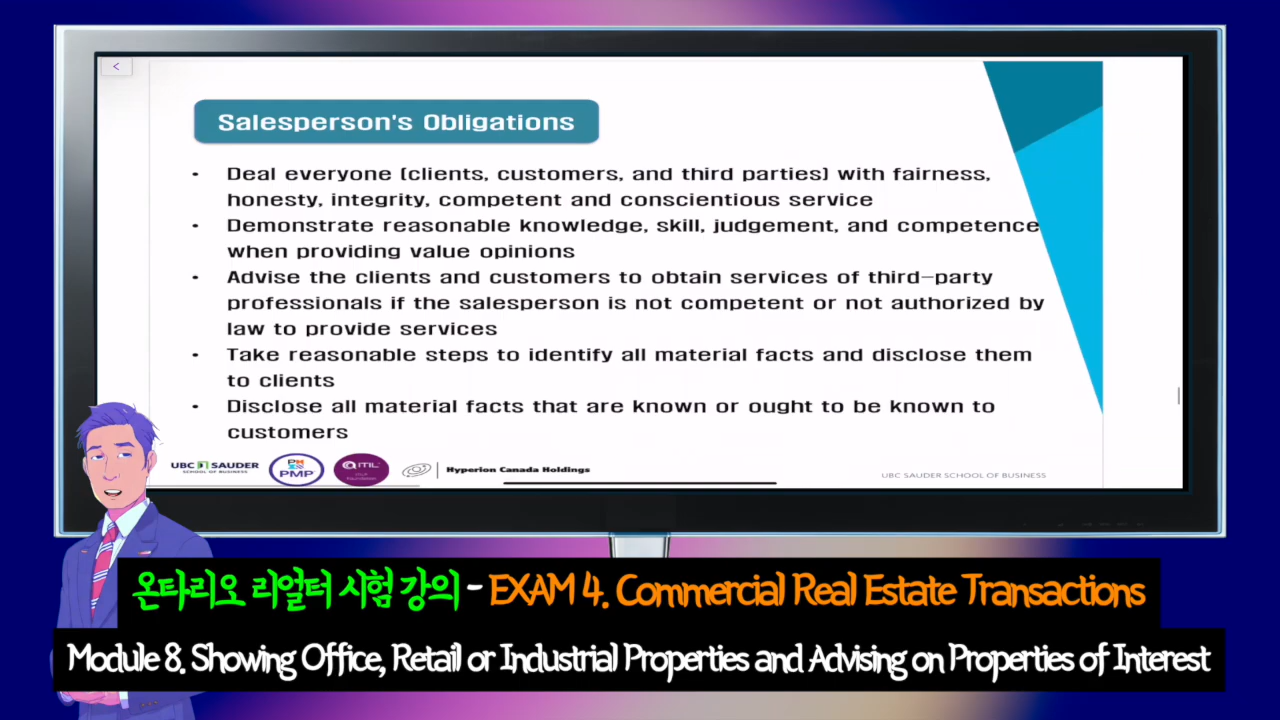 <
Salesperson's Obligations
• Deal everyone (clients, customers, and third parties) with fairness,
honesty, integrity, competent and conscientious service
• Demonstrate reasonable knowledge, skill, judgement, and competence
when providing value opinions
• Advise the clients and customers to obtain services of third-party
professionals if the salesperson is not competent or not authorized by
law to provide services
• Take reasonable steps to identify all material facts and disclose them
to clients
• Disclose all material facts that are known or ought to be known to
customers
UBC SAUDER
SCHOOL OF BUSINESS
PMP
ITIL
Foundation
Hyperion Canada Holdings
UBC SAUDER SCHOOL OF BUSINESS
온타리오 리얼터 시험 강의 - EXAM 4. Commercial Real Estate Transactions
Module 8. Showing Office, Retail or Industrial Properties and Advising on Properties of Interest